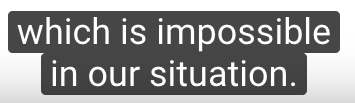 which is impossible
in our situation.